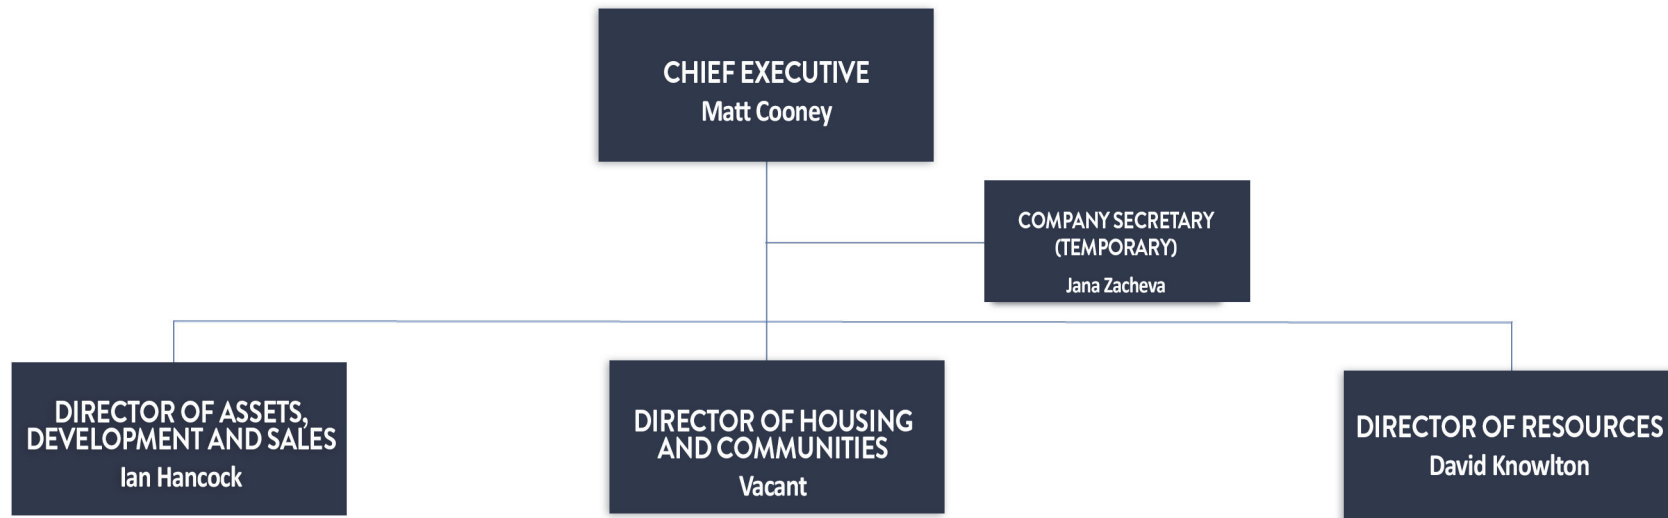 CHIEF EXECUTIVE
Matt Cooney
COMPANY SECRETARY
(TEMPORARY)
Jana Zacheva
DIRECTOR OF ASSETS,
DEVELOPMENT AND SALES
Ian Hancock
DIRECTOR OF HOUSING
AND COMMUNITIES
Vacant
DIRECTOR OF RESOURCES
David Knowlton